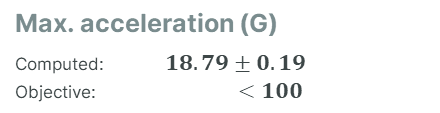 Max. acceleration (G)
Computed: 18.79 ± 0.19
Objective: < 100